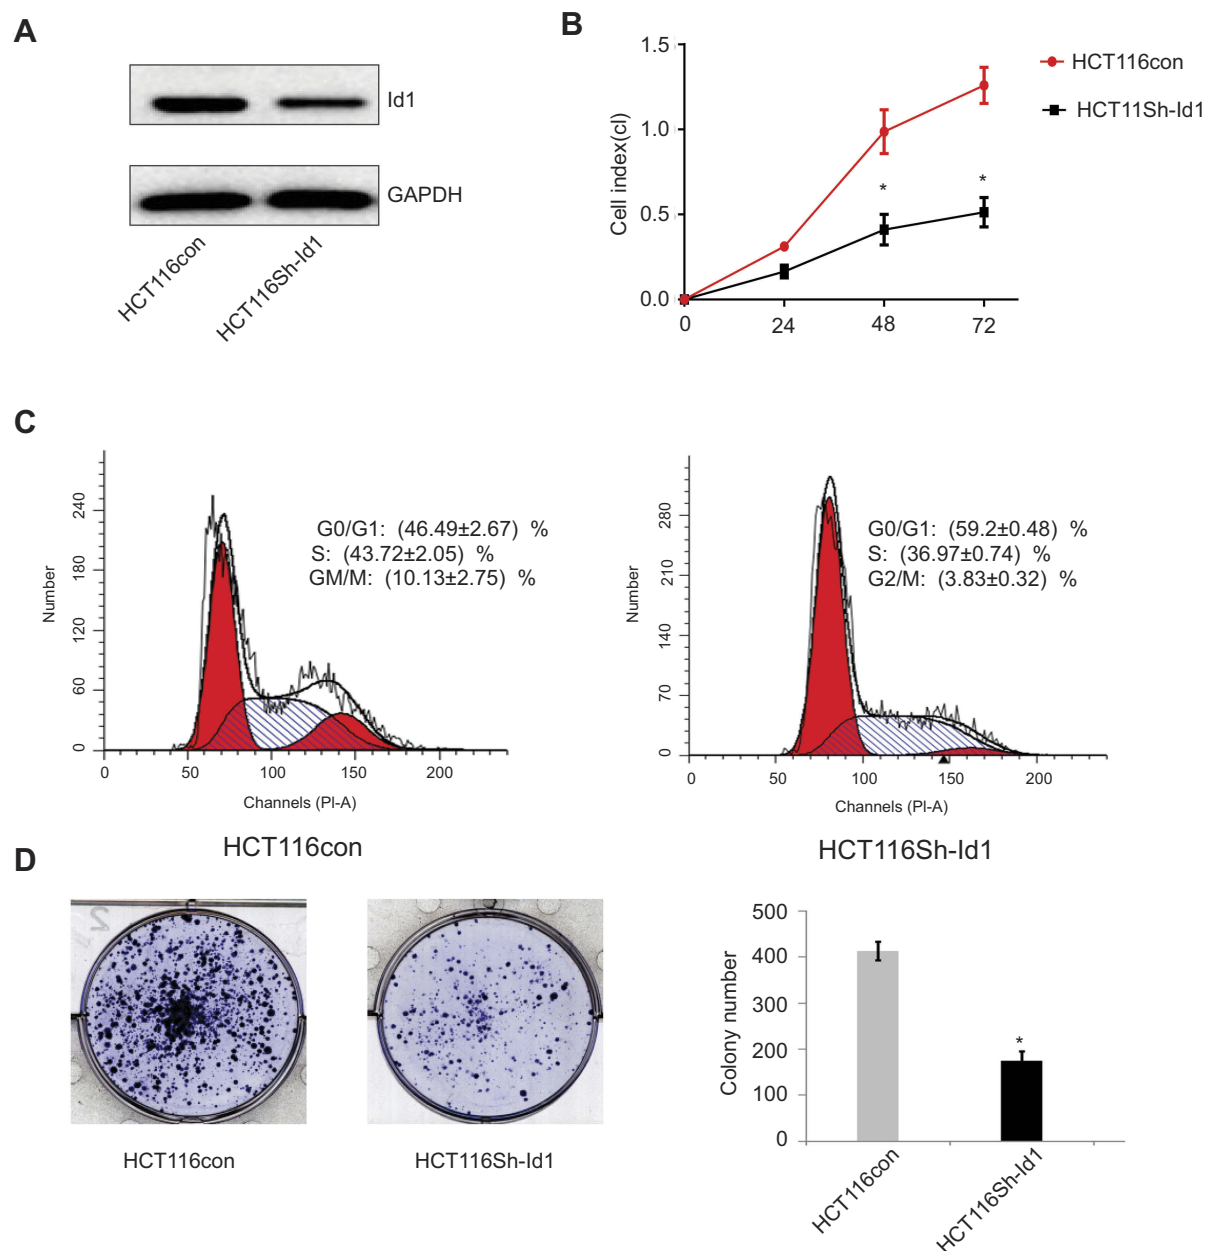 A
Id1
GAPDH
HCT116con
HCT116Sh-Id1
B
1.5
1.0
0.5
0.0
Cell index(cl)
0
24
48
72
*
*
HCT116con
HCT11Sh-Id1
C
240
180
120
60
0
Number
G0/G1: (46.49±2.67) %
S: (43.72±2.05) %
GM/M: (10.13±2.75) %
0
50
100
150
200
Channels (PI-A)
HCT116con
280
210
140
70
0
Number
G0/G1: (59.2±0.48) %
S: (36.97±0.74) %
G2/M: (3.83±0.32) %
0
50
100
150
200
Channels (PI-A)
HCT116Sh-Id1
D
2
HCT116con
HCT116Sh-Id1
500
400
300
200
100
0
Colony number
*
HCT116con
HCT116Sh-Id1